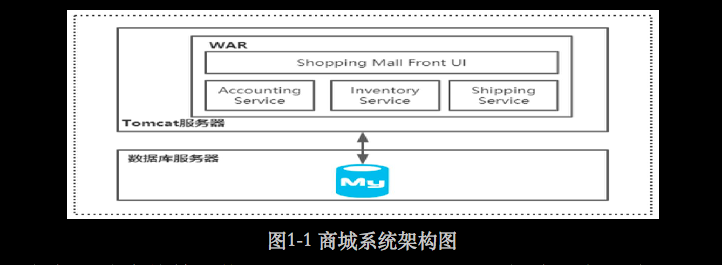 WAR
Shopping Mall Front UI
Accounting Service
Inventory Service
Shipping Service
Tomcat服务器
数据库服务器
My
图1-1 商城系统架构图